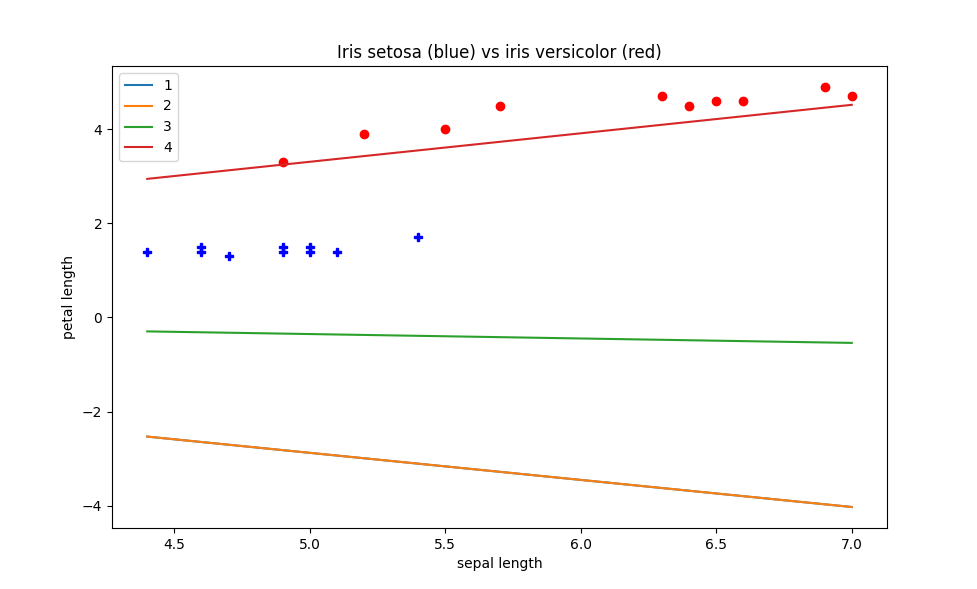 Iris setosa (blue) vs iris versicolor (red)
1
2
3
4
4
2
0
−2
−4
petal length
4.5 5.0 5.5 6.0 6.5 7.0
sepal length